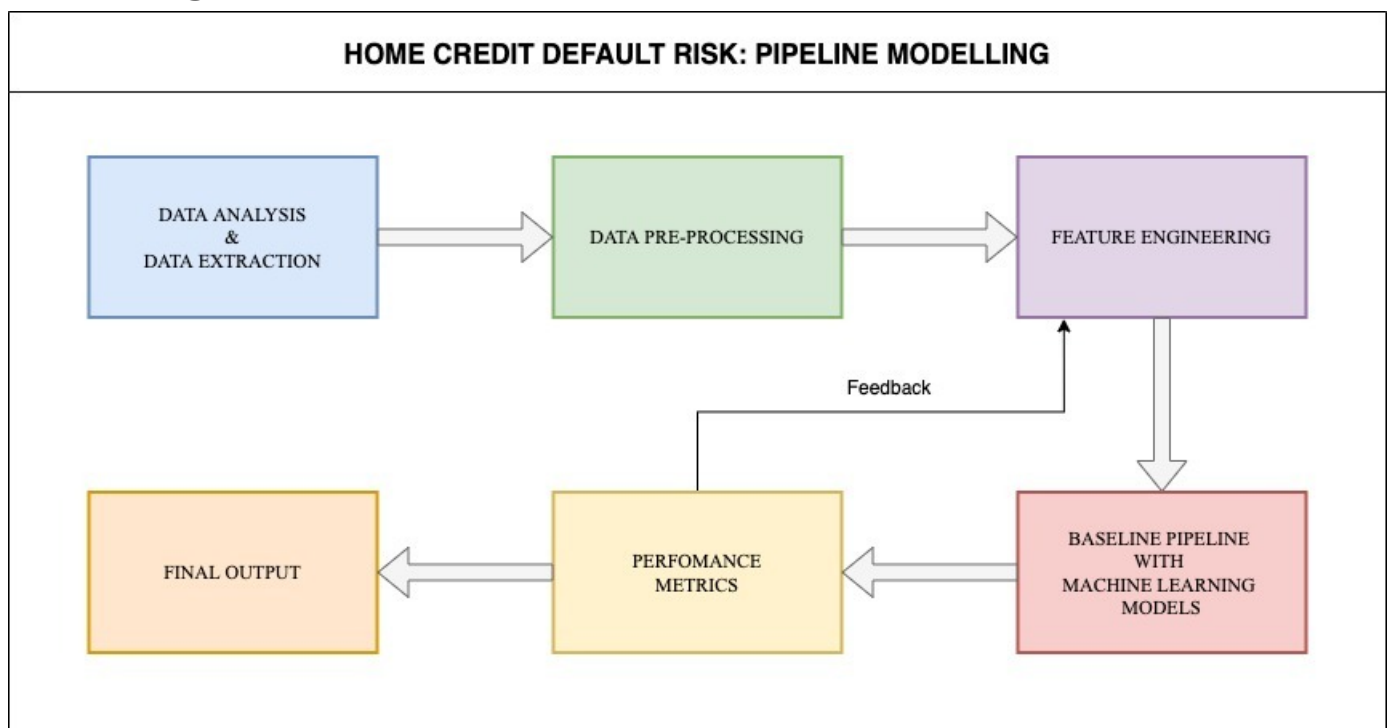 HOME CREDIT DEFAULT RISK: PIPELINE MODELLING
DATA ANALYSIS
&
DATA EXTRACTION
DATA PRE-PROCESSING
FEATURE ENGINEERING
Feedback
FINAL OUTPUT
PERFOMANCE
METRICS
BASELINE PIPELINE
WITH
MACHINE LEARNING
MODELS